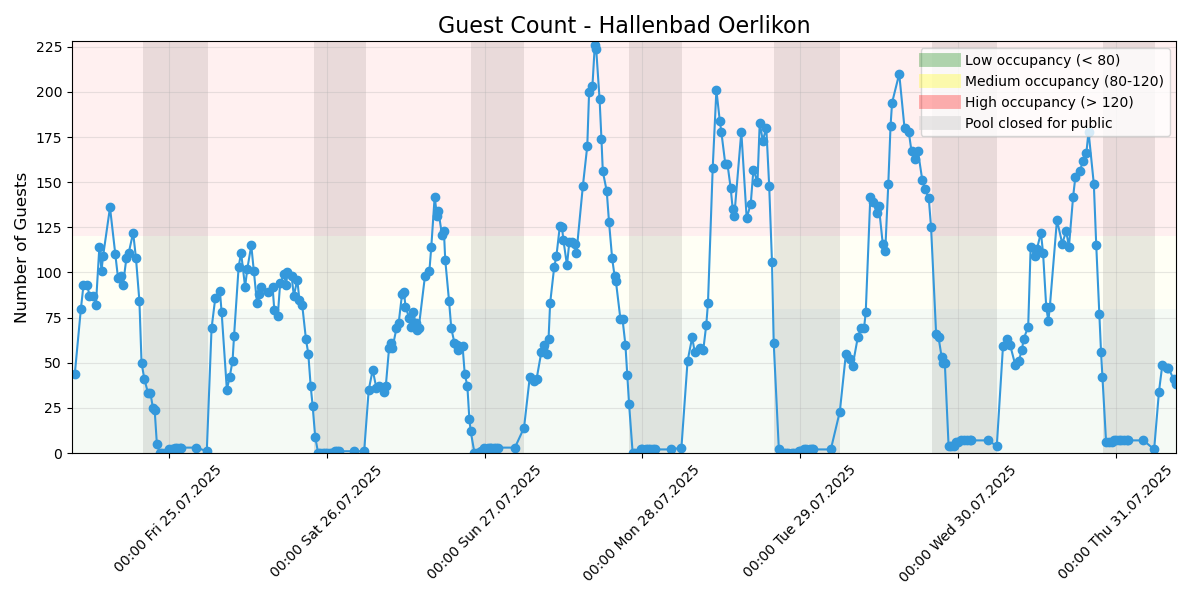 Guest Count - Hallenbad Oerlikon
Number of Guests
225
200
175
150
125
100
75
50
25
0
Low occupancy (< 80)
Medium occupancy (80-120)
High occupancy (> 120)
Pool closed for public
00:00 Fri 25.07.2025
00:00 Sat 26.07.2025
00:00 Sun 27.07.2025
00:00 Mon 28.07.2025
00:00 Tue 29.07.2025
00:00 Wed 30.07.2025
00:00 Thu 31.07.2025